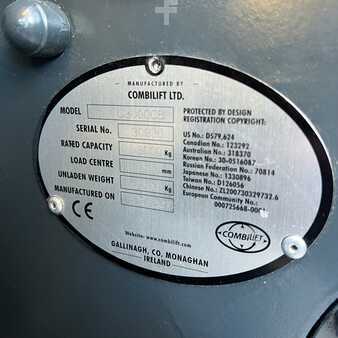 MANUFACTURED BY
COMBILIFT LTD.
MODEL
SERIAL No.
RATED CAPACITY Kg
LOAD CENTRE mm
UNLADEN WEIGHT Kg
MANUFACTURED ON
CE
PROTECTED BY DESIGN
REGISTRATION COPYRIGHT:
U.S. No.: D579,624
Canadian No.: 123292
Australian No.: 318370
Korean No.: 30-0516087
Russian Federation No.: 70814
Japanese No.: 1330896
Taiwan No.: D126056
Chinese No.: ZL200730329732.6
European Community No.:
000725668-0001
COMBILIFT
Website: www.combilift.com
GALLINAGH, CO. MONAGHAN
IRELAND